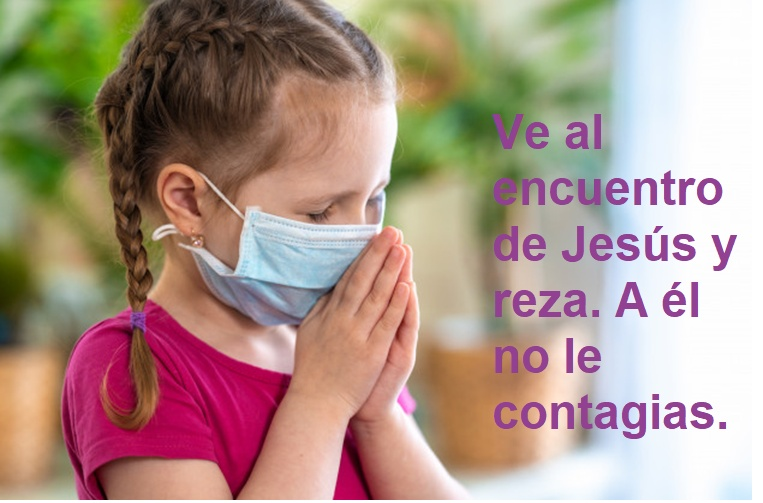 Ve al
encuentro
de Jesús y
reza. A él
no le
contagias.